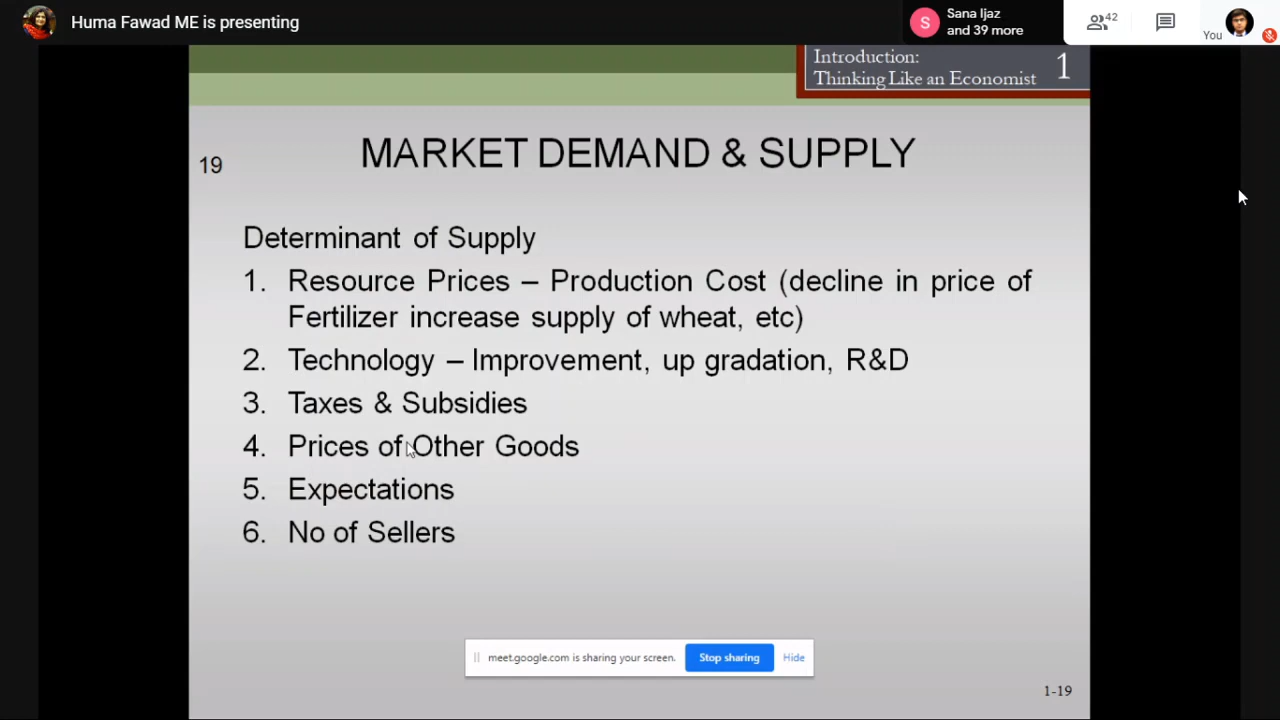 Huma Fawad ME is presenting
S
Sana Ijaz
and 39 more
42
You
Introduction:
Thinking Like an Economist
1
19
MARKET DEMAND & SUPPLY
Determinant of Supply
1. Resource Prices – Production Cost (decline in price of
Fertilizer increase supply of wheat, etc)
2. Technology – Improvement, up gradation, R&D
3. Taxes & Subsidies
4. Prices of Other Goods
5. Expectations
6. No of Sellers
meet.google.com is sharing your screen. Stop sharing Hide
1-19